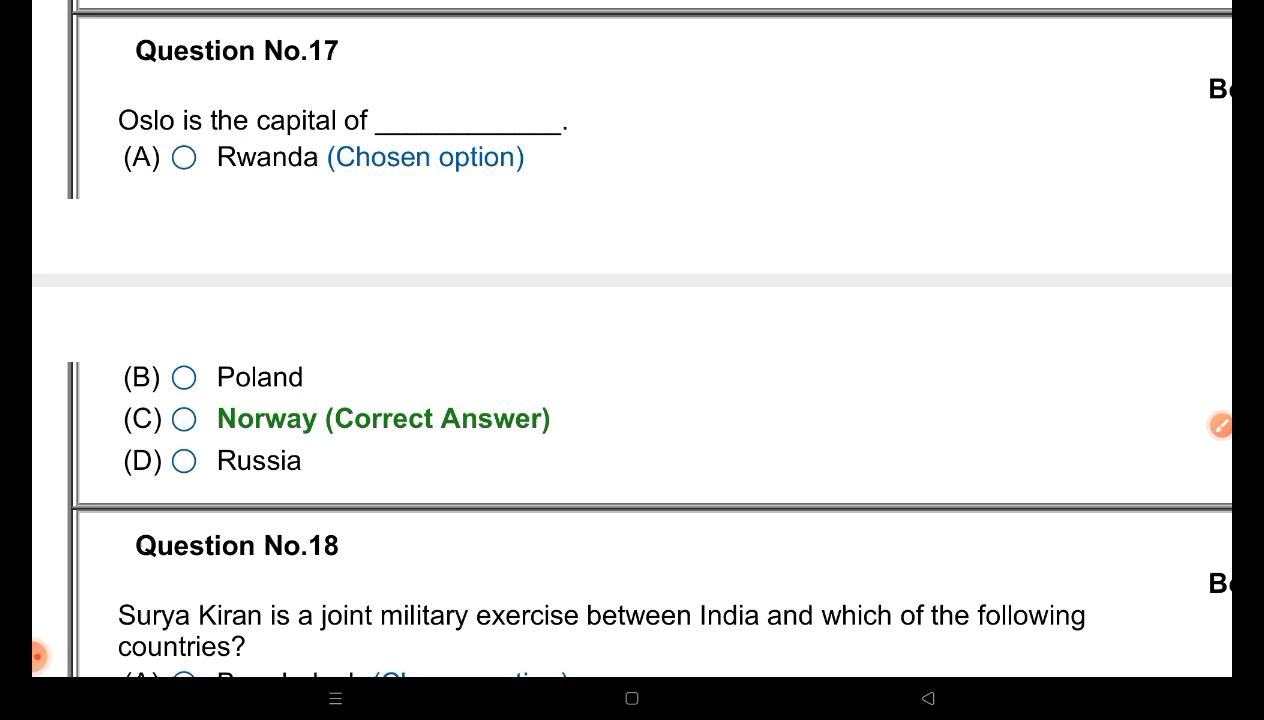 Question No.17
Oslo is the capital of ____________.
(A) Rwanda (Chosen option)
(B) Poland
(C) Norway (Correct Answer)
(D) Russia
Question No.18
Surya Kiran is a joint military exercise between India and which of the following
countries?